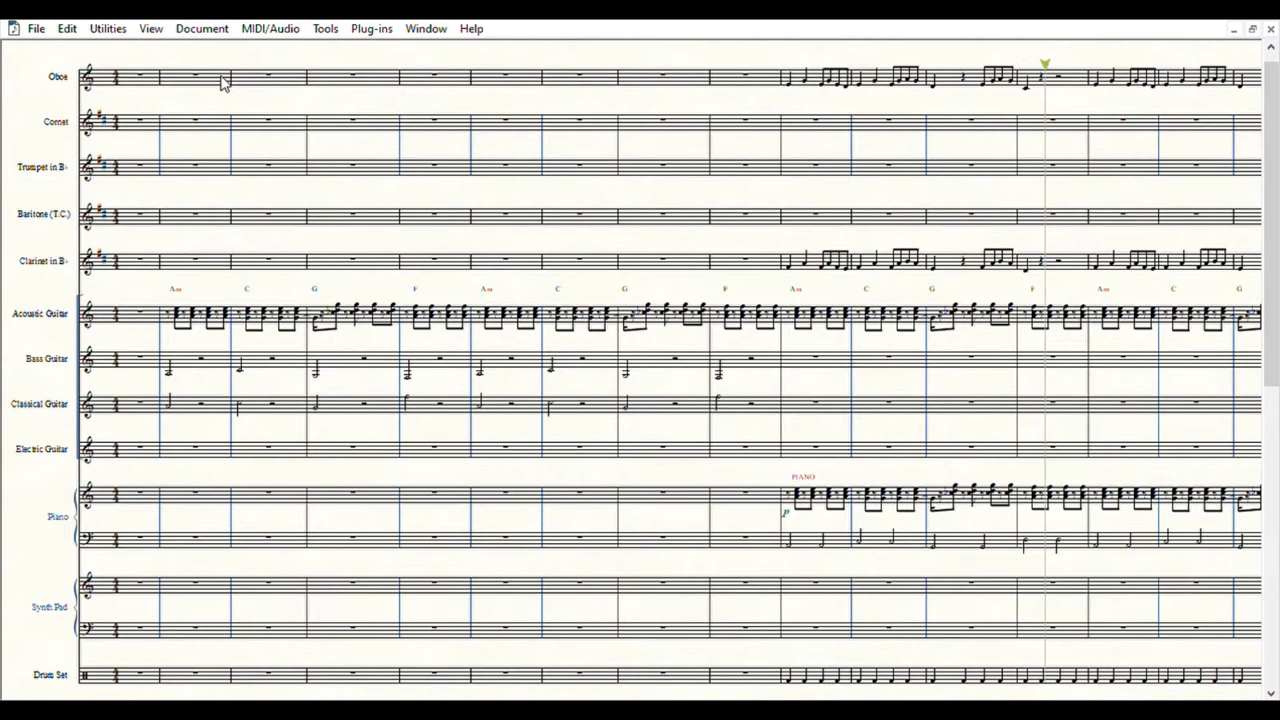 File Edit Utilities View Document MIDI/Audio Tools Plug-ins Window Help
Oboe
Cornet
Trumpet in B♭
Baritone (T.C.)
Clarinet in B♭
Am C G F Am C G F Am C G F Am C G
Acoustic Guitar
Bass Guitar
Classical Guitar
Electric Guitar
PIANO
p
Piano
Synth Pad
Drum Set